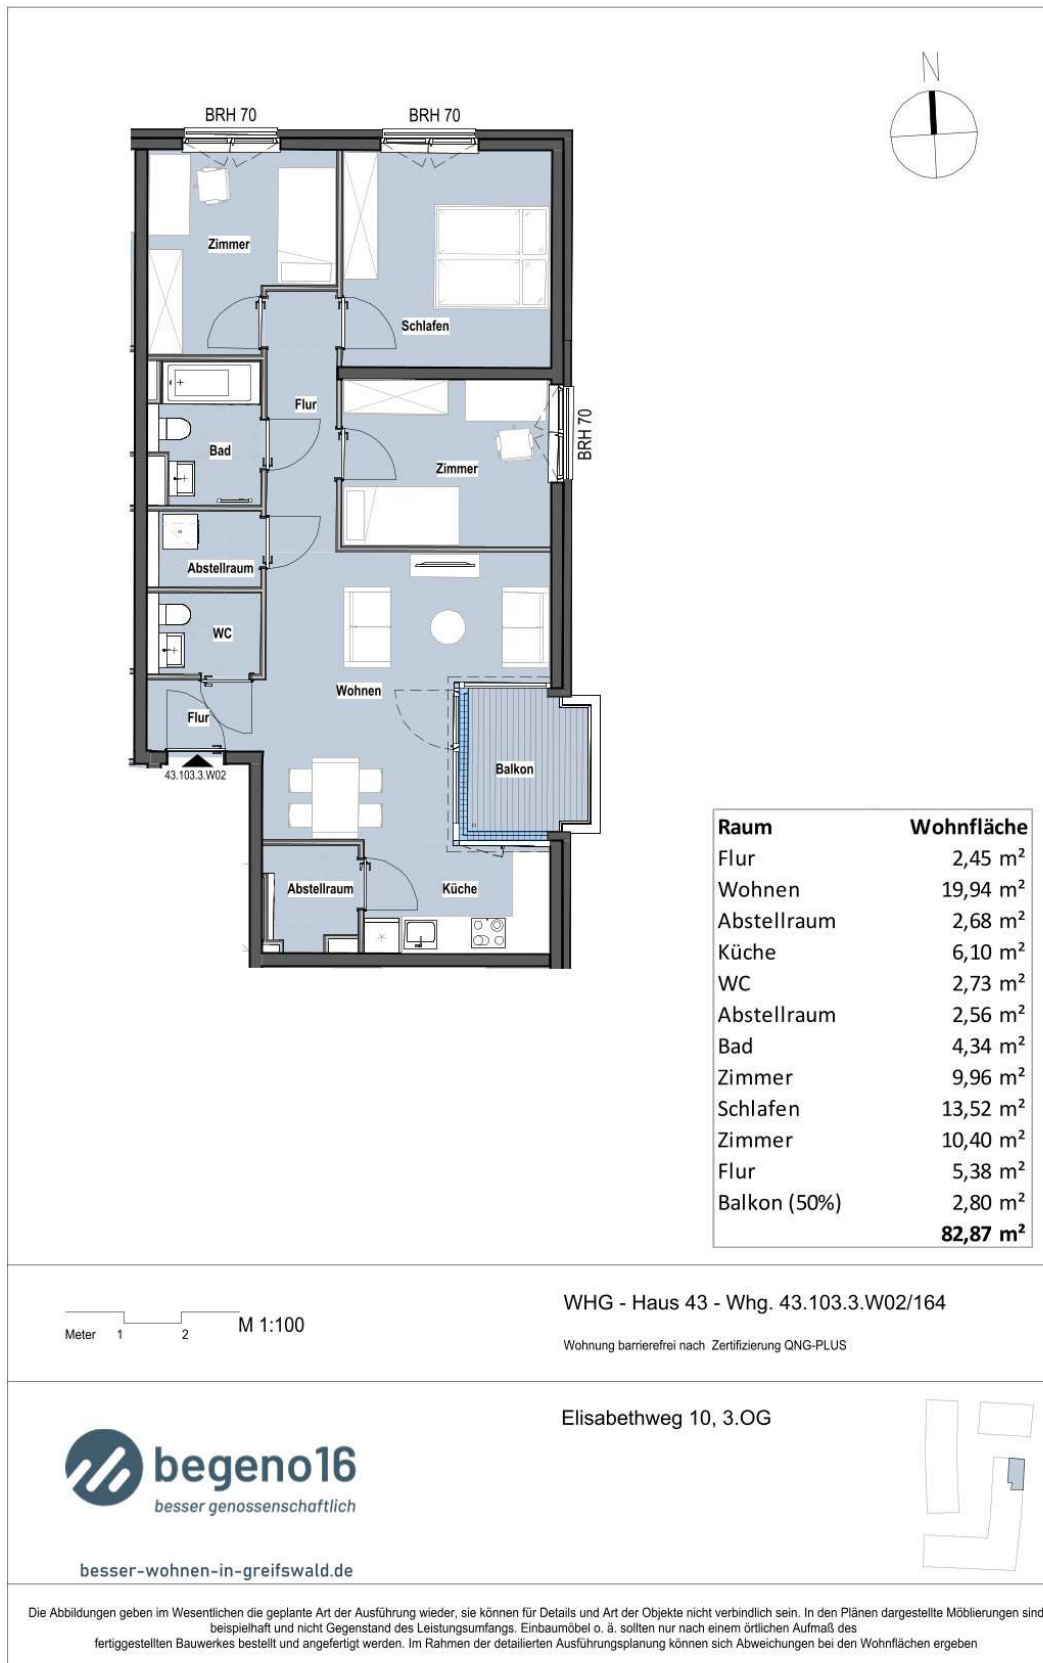 N
BRH 70
BRH 70
Zimmer
Schlafen
Flur
BRH 70
Bad
Zimmer
Abstellraum
WC
Wohnen
Flur
Balkon
43.103.3.W02
Abstellraum
Küche
Raum Wohnfläche
Flur 2,45 m²
Wohnen 19,94 m²
Abstellraum 2,68 m²
Küche 6,10 m²
WC 2,73 m²
Abstellraum 2,56 m²
Bad 4,34 m²
Zimmer 9,96 m²
Schlafen 13,52 m²
Zimmer 10,40 m²
Flur 5,38 m²
Balkon (50%) 2,80 m²
82,87 m²
Meter 1 2 M 1:100
WHG - Haus 43 - Whg. 43.103.3.W02/164
Wohnung barrierefrei nach Zertifizierung QNG-PLUS
Elisabethweg 10, 3.OG
begeno16
besser genossenschaftlich
besser-wohnen-in-greifswald.de
Die Abbildungen geben im Wesentlichen die geplante Art der Ausführung wieder, sie können für Details und Art der Objekte nicht verbindlich sein. In den Plänen dargestellte Möblierungen sind
beispielhaft und nicht Gegenstand des Leistungsumfangs. Einbaumöbel o. ä. sollten nur nach einem örtlichen Aufmaß des
fertiggestellten Bauwerkes bestellt und angefertigt werden. Im Rahmen der detailierten Ausführungsplanung können sich Abweichungen bei den Wohnflächen ergeben